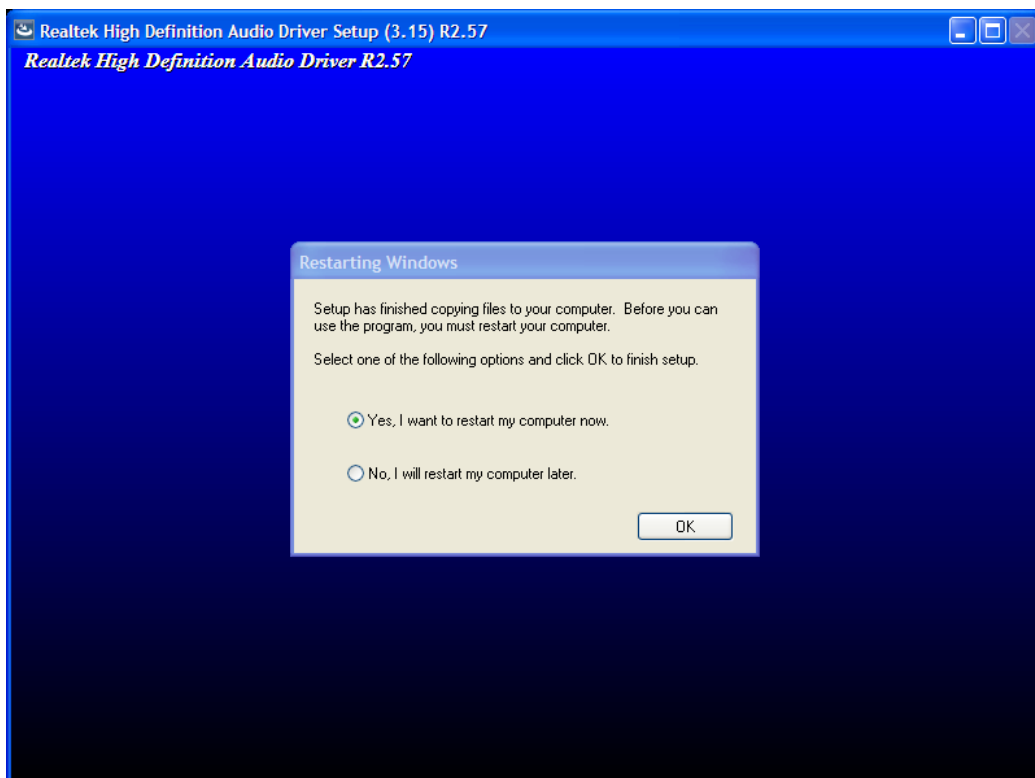 Realtek High Definition Audio Driver Setup (3.15) R2.57
Realtek High Definition Audio Driver R2.57
Restarting Windows
Setup has finished copying files to your computer.  Before you can
use the program, you must restart your computer.
Select one of the following options and click OK to finish setup.
Yes, I want to restart my computer now.
No, I will restart my computer later.
OK